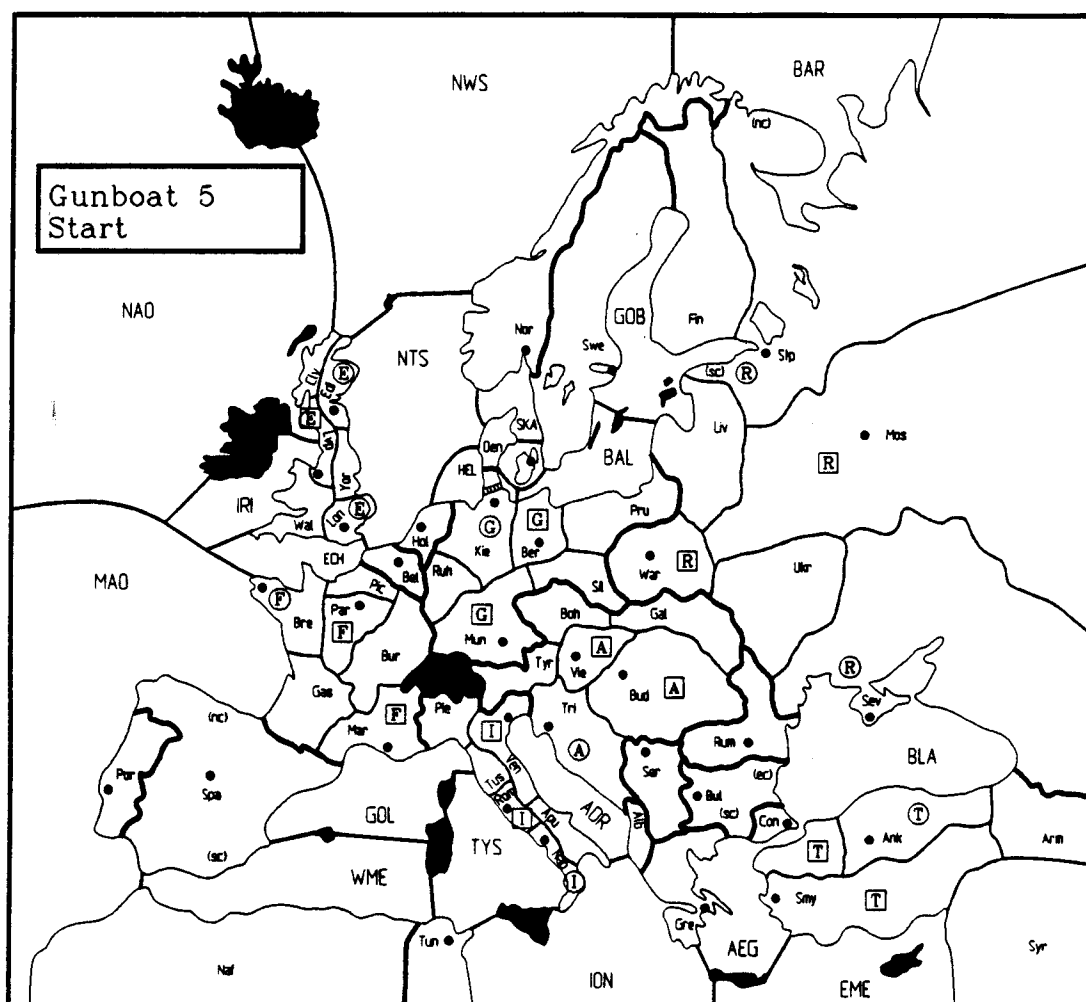 NWS
BAR
(nc)
Gunboat 5
Start
NAO
NTS
Nor
Swe
GOB
Fin
Stp
(sc)
R
Liv
Edi
E
E
Lvp
Yor
SKA
Den
HEL
BAL
Liv
Mos
R
IRI
Wal
Lon
E
ECH
Hol
Bel
Ruh
Kie
G
G
Ber
Pru
War
R
Ukr
MAO
F
Bre
Pic
Par
F
Bur
G
Mun
Sil
Boh
Gal
Tyr
Vie
A
Bud
A
R
Sev
Gas
Mar
F
Pie
I
Ven
Tri
A
Rum
BLA
(nc)
Por
Spa
(sc)
GOL
Tus
Rom
I
Apu
ADR
Ser
Alb
(ec)
Bul
(sc)
Con
T
Ank
T
Arm
WME
TYS
I
Smy
T
Gre
AEG
Naf
Tun
ION
EME
Syr